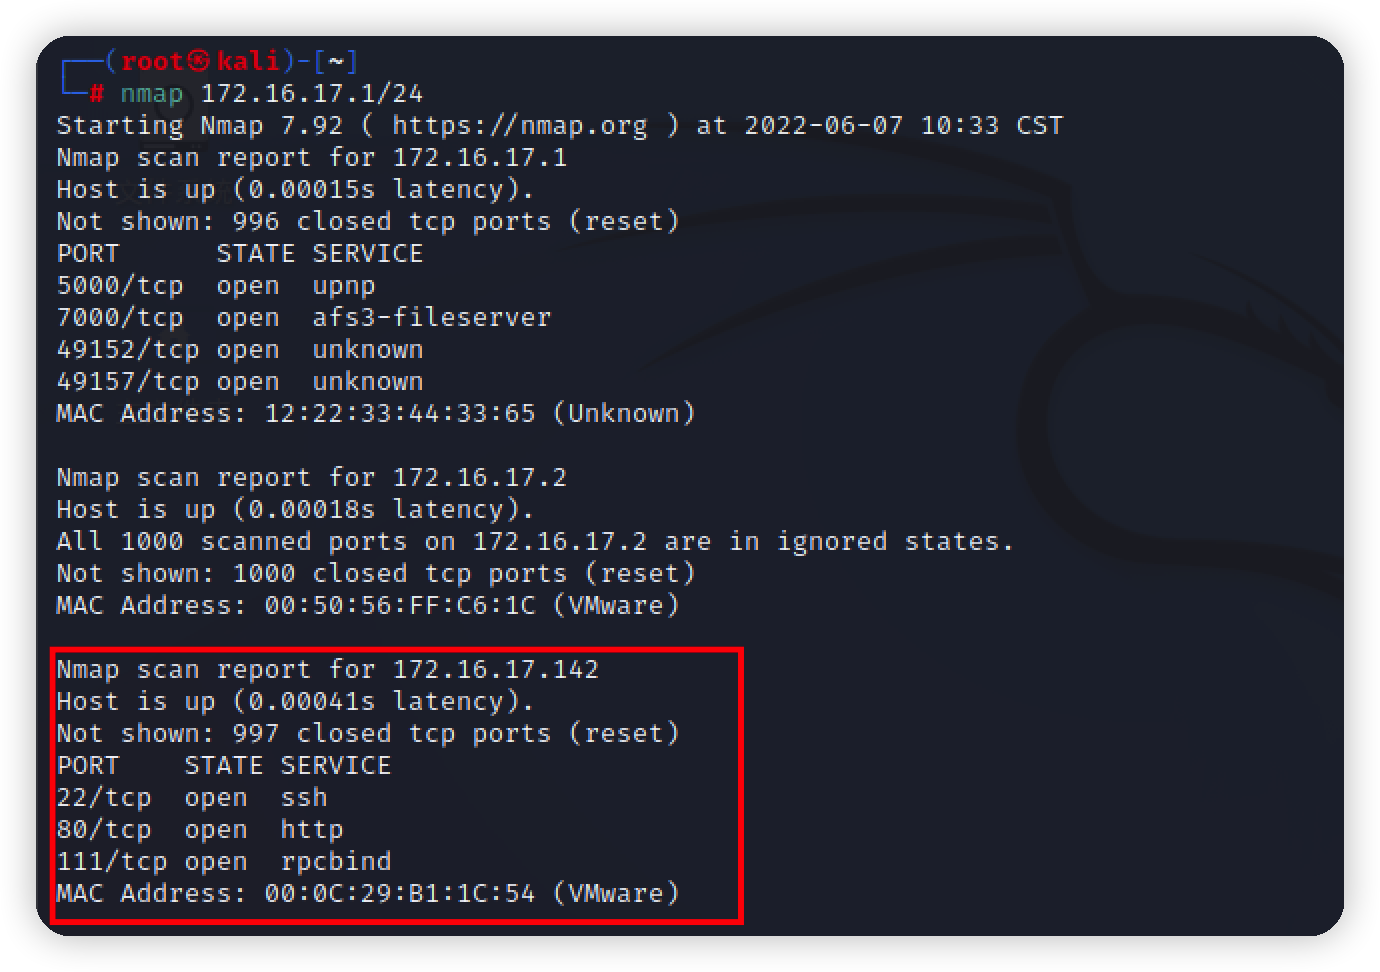 ┌──(root㉿kali)-[~]
└─# nmap 172.16.17.1/24
Starting Nmap 7.92 ( https://nmap.org ) at 2022-06-07 10:33 CST
Nmap scan report for 172.16.17.1
Host is up (0.00015s latency).
Not shown: 996 closed tcp ports (reset)
PORT      STATE SERVICE
5000/tcp  open  upnp
7000/tcp  open  afs3-fileserver
49152/tcp open  unknown
49157/tcp open  unknown
MAC Address: 12:22:33:44:33:65 (Unknown)

Nmap scan report for 172.16.17.2
Host is up (0.00018s latency).
All 1000 scanned ports on 172.16.17.2 are in ignored states.
Not shown: 1000 closed tcp ports (reset)
MAC Address: 00:50:56:FF:C6:1C (VMware)

Nmap scan report for 172.16.17.142
Host is up (0.00041s latency).
Not shown: 997 closed tcp ports (reset)
PORT    STATE SERVICE
22/tcp  open  ssh
80/tcp  open  http
111/tcp open  rpcbind
MAC Address: 00:0C:29:B1:1C:54 (VMware)